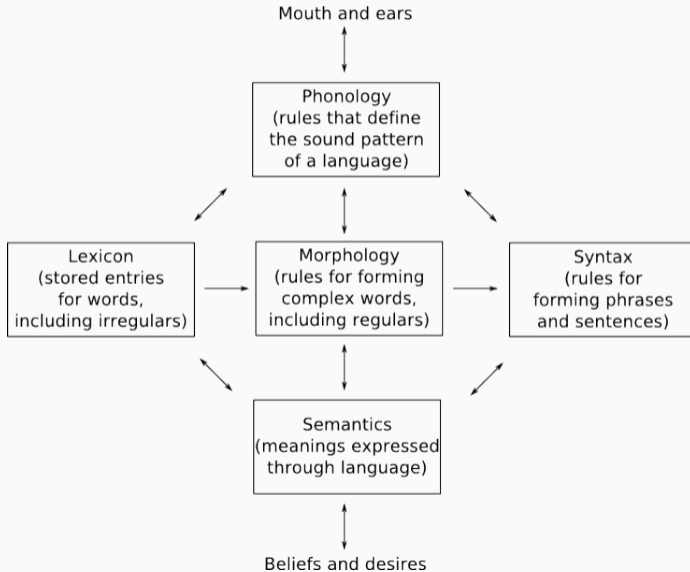 Mouth and ears
Phonology
(rules that define
the sound pattern
of a language)
Lexicon
(stored entries
for words,
including irregulars)
Morphology
(rules for forming
complex words,
including regulars)
Syntax
(rules for
forming phrases
and sentences)
Semantics
(meanings expressed
through language)
Beliefs and desires